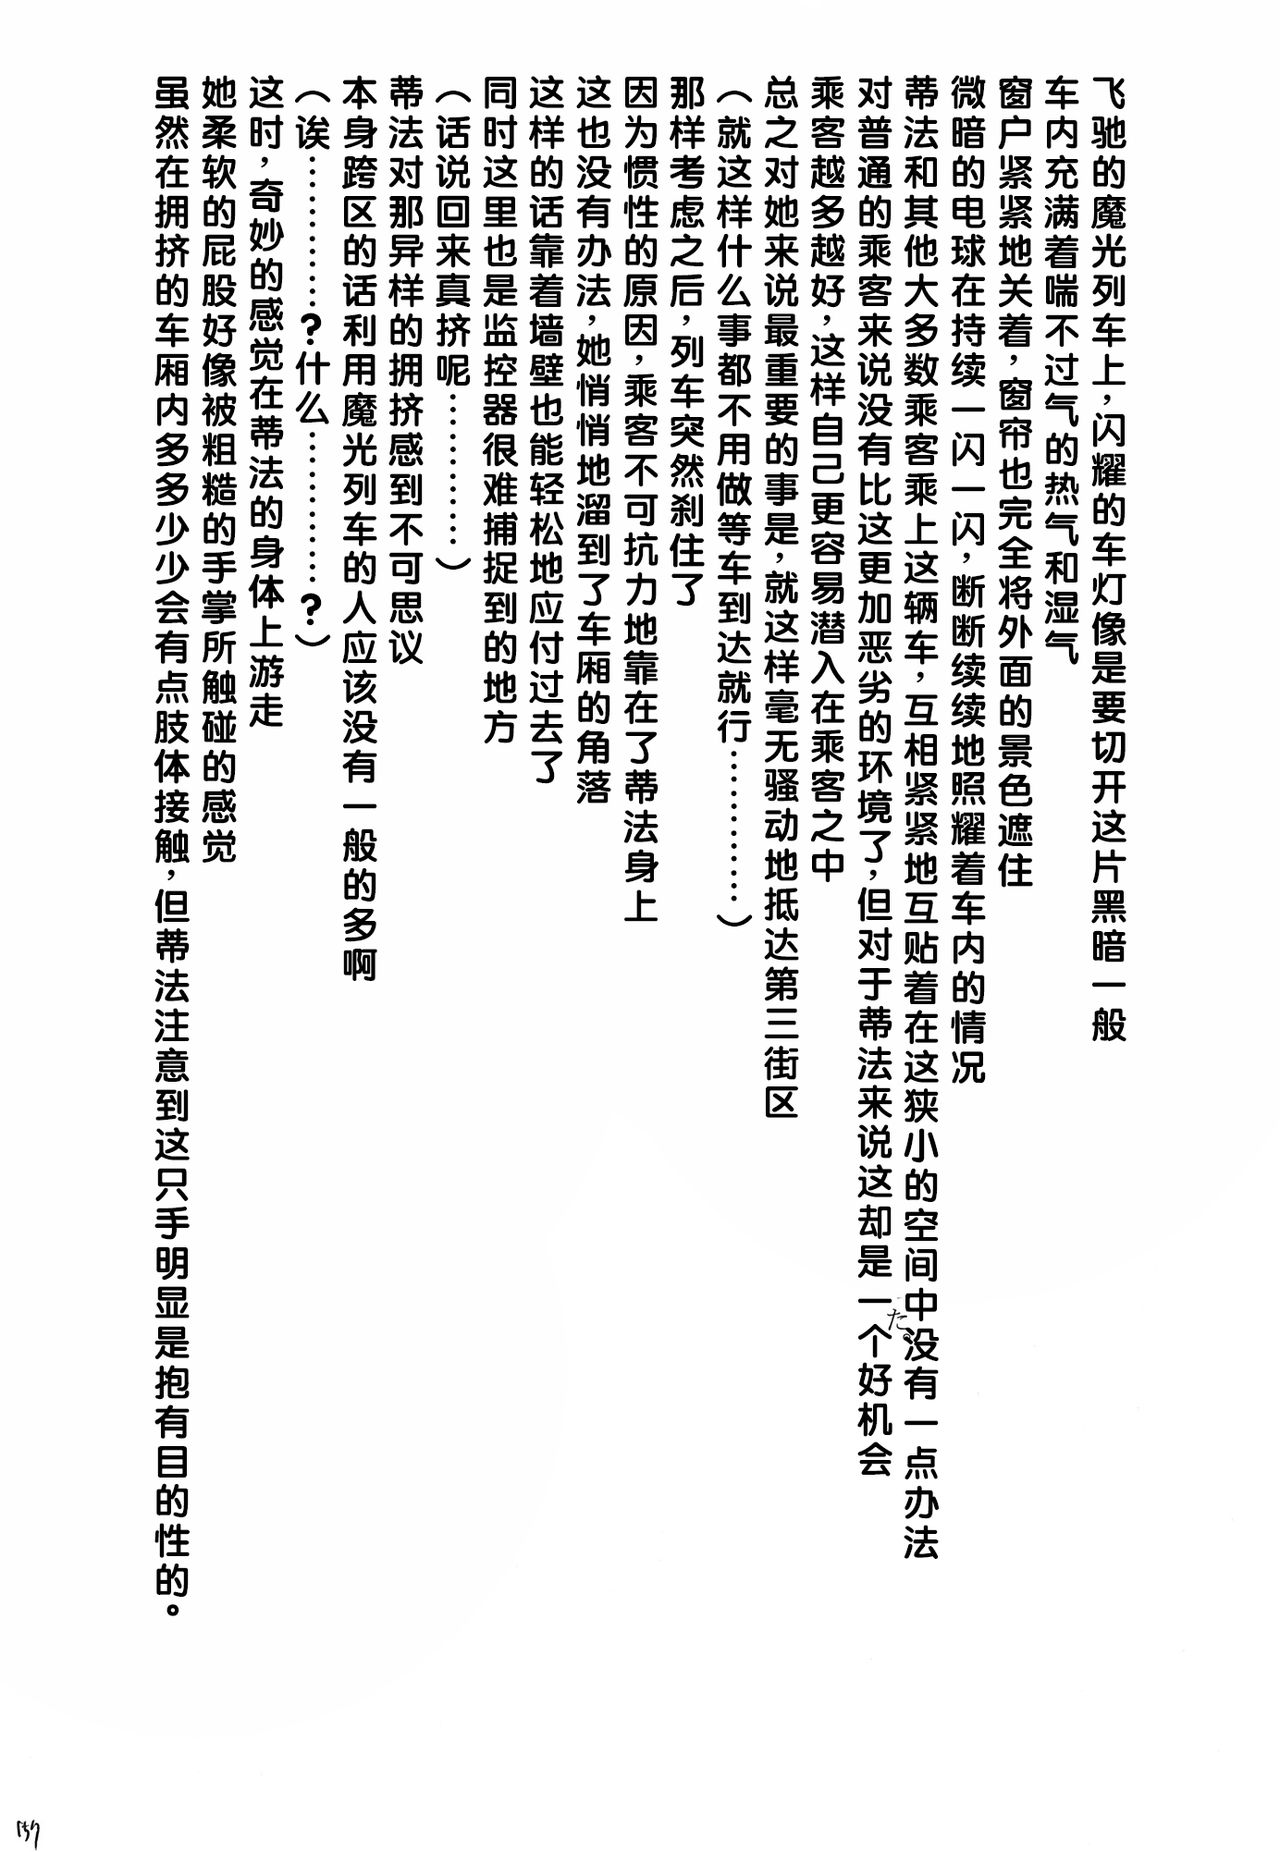 飞驰的魔光列车上，闪耀的车灯像是要切开这片黑暗一般
车内充满着喘不过气的热气和湿气
窗户紧紧地关着，窗帘也完全将外面的景色遮住
微暗的电球在持续一闪一闪，断断续续地照耀着车内的情况
蒂法和其他大多数乘客乘上这辆车，互相紧紧地互贴着在这狭小的空间中没有一点办法
た。
对普通的乘客来说没有比这更加恶劣的环境了，但对于蒂法来说这却是一个好机会
乘客越多越好，这样自己更容易潜入在乘客之中
总之对她来说最重要的事是，就这样毫无骚动地抵达第三街区
（就这样什么事都不用做等车到达就行…………）
那样考虑之后，列车突然刹住了
因为惯性的原因，乘客不可抗力地靠在了蒂法身上
这也没有办法，她悄悄地溜到了车厢的角落
这样的话靠着墙壁也能轻松地应付过去了
同时这里也是监控器很难捕捉到的地方
（话说回来真挤呢…………）
蒂法对那异样的拥挤感到不可思议
本身跨区的话利用魔光列车的人应该没有一般的多啊
（诶…………？什么…………？）
这时，奇妙的感觉在蒂法的身体上游走
她柔软的屁股好像被粗糙的手掌所触碰的感觉
虽然在拥挤的车厢内多多少少会有点肢体接触，但蒂法注意到这只手明显是抱有目的性的。